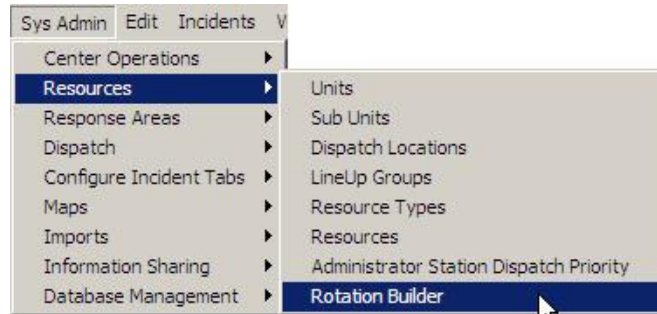 Sys Admin Edit Incidents
Center Operations
Resources
Response Areas
Dispatch
Configure Incident Tabs
Maps
Imports
Information Sharing
Database Management
Units
Sub Units
Dispatch Locations
LineUp Groups
Resource Types
Resources
Administrator Station Dispatch Priority
Rotation Builder